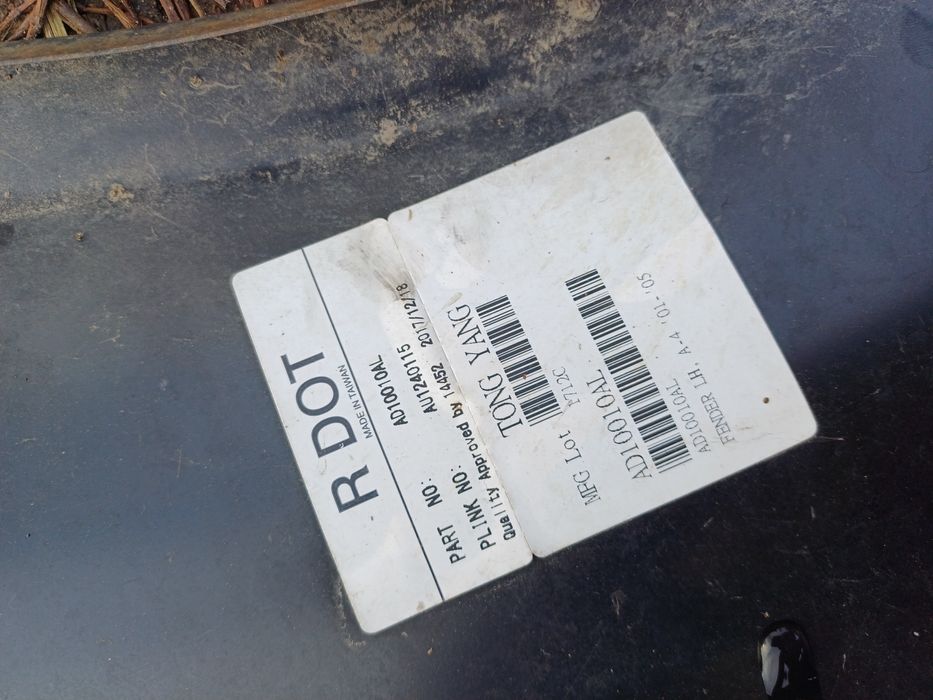 R DOT
MADE IN TAIWAN
PART NO: AD10010AL
PLINK NO: AU1240115
Quality Approved by 14452 2017/12/18
TONG YANG
MFG Lot P712C
AD10010AL
AD10010AL
FENDER LH, A-4 '01-'05